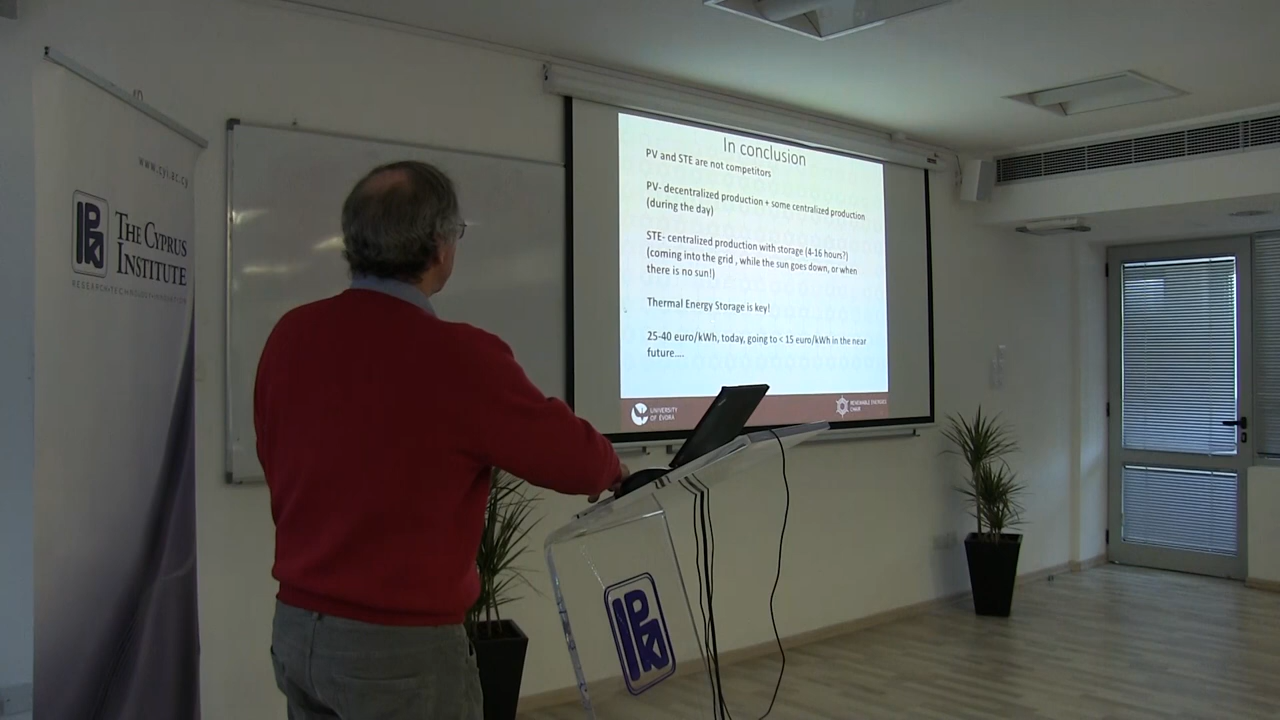 www.cyi.ac.cy
THE CYPRUS
INSTITUTE
RESEARCH • TECHNOLOGY • INNOVATION
In conclusion
PV and STE are not competitors
PV- decentralized production + some centralized production
(during the day)
STE- centralized production with storage (4-16 hours?)
(coming into the grid , while the sun goes down, or when
there is no sun!)
Thermal Energy Storage is key!
25-40 euro/kWh, today, going to < 15 euro/kWh in the near
future....
UNIVERSITY
OF ÉVORA
RENEWABLE ENERGIES
CHAIR